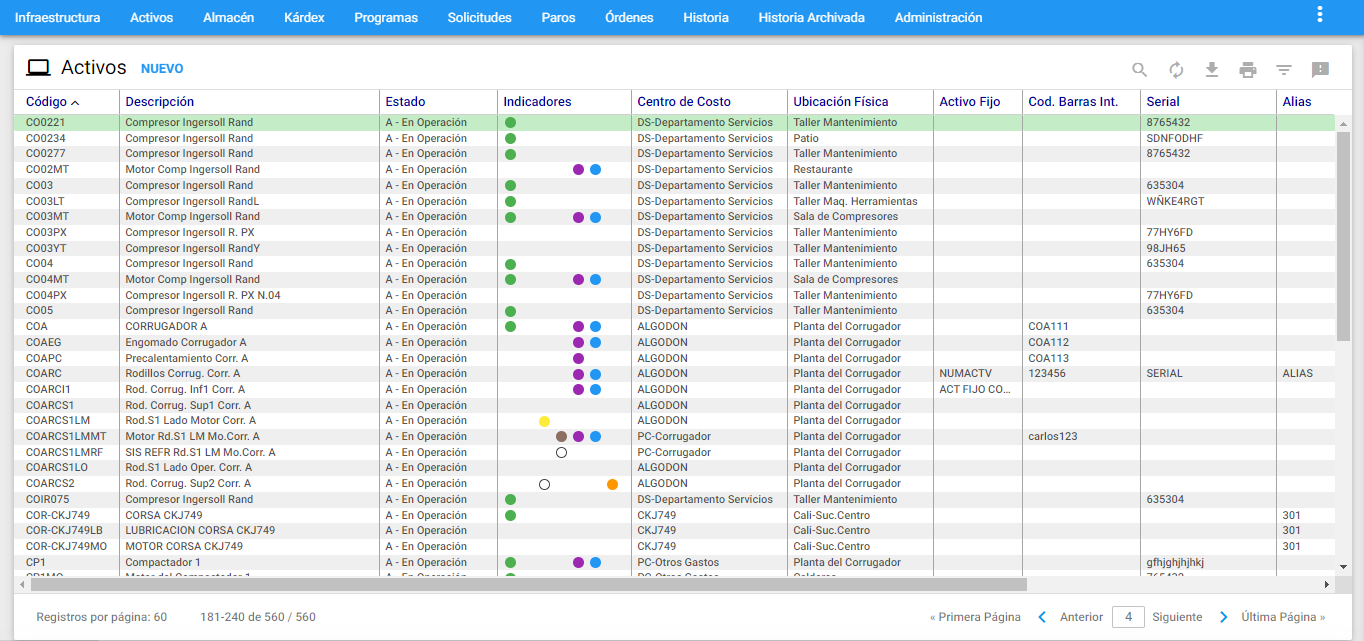 Infraestructura Activos Almacén Kárdex Programas Solicitudes Paros Órdenes Historia Historia Archivada Administración
Activos NUEVO
Código Descripción Estado Indicadores Centro de Costo Ubicación Física Activo Fijo Cod. Barras Int. Serial Alias
CO0221 Compresor Ingersoll Rand A - En Operación DS-Departamento Servicios Taller Mantenimiento 8765432
CO0234 Compresor Ingersoll Rand A - En Operación DS-Departamento Servicios Patio SDNFODHF
CO0277 Compresor Ingersoll Rand A - En Operación DS-Departamento Servicios Taller Mantenimiento 8765432
CO02MT Motor Comp Ingersoll Rand A - En Operación DS-Departamento Servicios Restaurante
CO03 Compresor Ingersoll Rand A - En Operación DS-Departamento Servicios Taller Mantenimiento 635304
CO03LT Compresor Ingersoll RandL A - En Operación DS-Departamento Servicios Taller Maq. Herramientas WÑKE4RGT
CO03MT Motor Comp Ingersoll Rand A - En Operación DS-Departamento Servicios Sala de Compresores
CO03PX Compresor Ingersoll R. PX A - En Operación DS-Departamento Servicios Taller Mantenimiento 77HY6FD
CO03YT Compresor Ingersoll RandY A - En Operación DS-Departamento Servicios Taller Mantenimiento 98JH65
CO04 Compresor Ingersoll Rand A - En Operación DS-Departamento Servicios Taller Mantenimiento 635304
CO04MT Motor Comp Ingersoll Rand A - En Operación DS-Departamento Servicios Sala de Compresores
CO04PX Compresor Ingersoll R. PX N.04 A - En Operación DS-Departamento Servicios Taller Mantenimiento 77HY6FD
CO05 Compresor Ingersoll Rand A - En Operación DS-Departamento Servicios Taller Mantenimiento 635304
COA CORRUGADOR A A - En Operación ALGODON Planta del Corrugador COA111
COAEG Engomado Corrugador A A - En Operación ALGODON Planta del Corrugador COA112
COAPC Precalentamiento Corr. A A - En Operación ALGODON Planta del Corrugador COA113
COARC Rodillos Corrug. Corr. A A - En Operación ALGODON Planta del Corrugador NUMACTV 123456 SERIAL ALIAS
COARCI1 Rod. Corrug. Inf1 Corr. A A - En Operación ALGODON Planta del Corrugador ACT FIJO CO...
COARCS1 Rod. Corrug. Sup1 Corr. A A - En Operación ALGODON Planta del Corrugador
COARCS1LM Rod.S1 Lado Motor Corr. A A - En Operación ALGODON Planta del Corrugador
COARCS1LMMT Motor Rd.S1 LM Mo.Corr. A A - En Operación PC-Corrugador Planta del Corrugador carlos123
COARCS1LMRF SIS REFR Rd.S1 LM Mo.Corr. A A - En Operación PC-Corrugador Planta del Corrugador
COARCS1LO Rod.S1 Lado Oper. Corr. A A - En Operación ALGODON Planta del Corrugador
COARCS2 Rod. Corrug. Sup2 Corr. A A - En Operación ALGODON Planta del Corrugador
COIR075 Compresor Ingersoll Rand A - En Operación DS-Departamento Servicios Taller Mantenimiento 635304
COR-CKJ749 CORSA CKJ749 A - En Operación CKJ749 Cali-Suc.Centro 301
COR-CKJ749LB LUBRICACION CORSA CKJ749 A - En Operación CKJ749 Cali-Suc.Centro 301
COR-CKJ749MO MOTOR CORSA CKJ749 A - En Operación CKJ749 Cali-Suc.Centro 301
CP1 Compactador 1 A - En Operación PC-Otros Gastos Planta del Corrugador gfhjghjhjhkj
Registros por página: 60 181-240 de 560 / 560 « Primera Página Anterior 4 Siguiente Última Página »